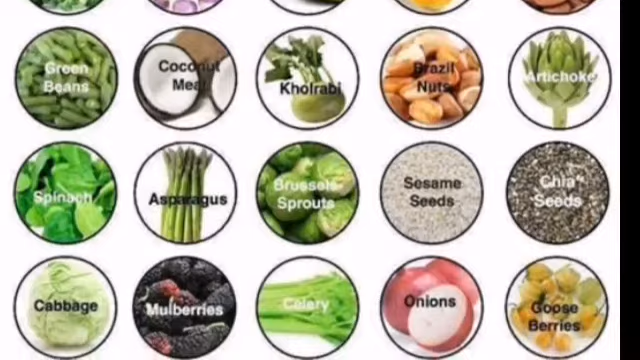 Green
Beans
Coconut
Meat
Kholrabi
Brazil
Nuts
Artichoke
Spinach
Asparagus
Brussels
Sprouts
Sesame
Seeds
Chia
Seeds
Cabbage
Mulberries
Celery
Onions
Goose
Berries